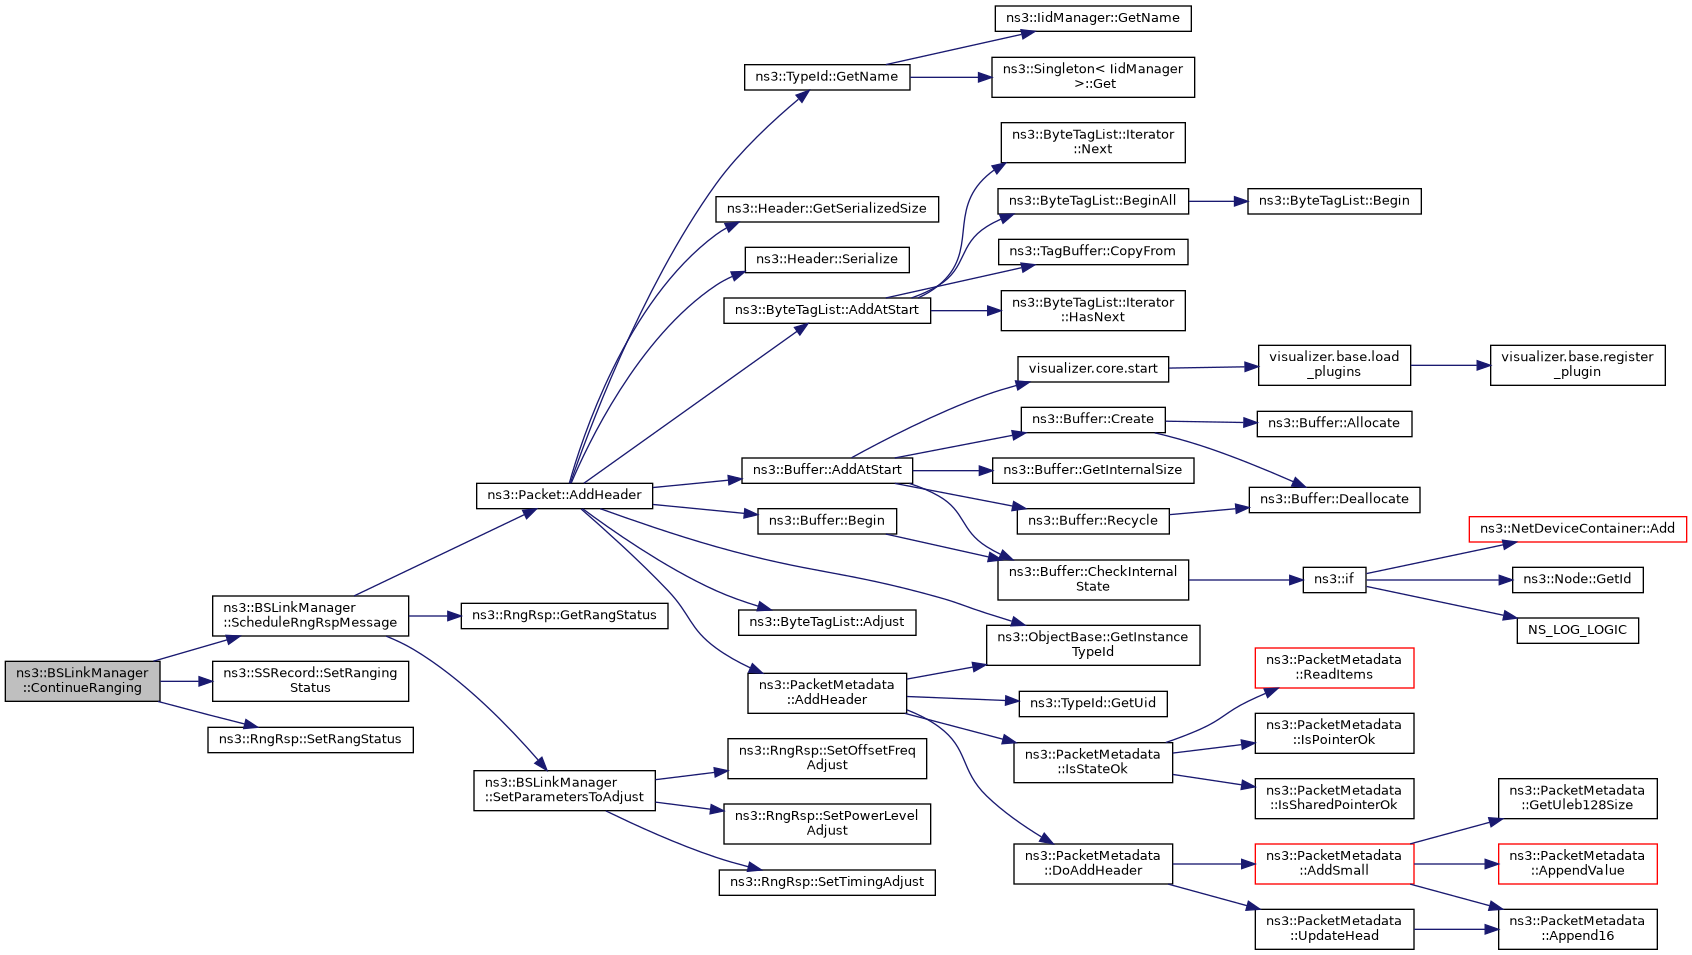 ns3::IidManager::GetName
ns3::TypeId::GetName
ns3::Singleton< IidManager
>::Get
ns3::ByteTagList::Iterator
::Next
ns3::Header::GetSerializedSize
ns3::ByteTagList::BeginAll
ns3::ByteTagList::Begin
ns3::Header::Serialize
ns3::TagBuffer::CopyFrom
ns3::ByteTagList::AddAtStart
ns3::ByteTagList::Iterator
::HasNext
visualizer.core.start
visualizer.base.load
_plugins
visualizer.base.register
_plugin
ns3::Buffer::Create
ns3::Buffer::Allocate
ns3::Buffer::AddAtStart
ns3::Buffer::GetInternalSize
ns3::Packet::AddHeader
ns3::Buffer::Deallocate
ns3::Buffer::Begin
ns3::Buffer::Recycle
ns3::NetDeviceContainer::Add
ns3::Buffer::CheckInternal
State
ns3::if
ns3::Node::GetId
ns3::BSLinkManager
::ScheduleRngRspMessage
ns3::RngRsp::GetRangStatus
ns3::ByteTagList::Adjust
NS_LOG_LOGIC
ns3::ObjectBase::GetInstance
TypeId
ns3::BSLinkManager
::ContinueRanging
ns3::SSRecord::SetRanging
Status
ns3::PacketMetadata
::AddHeader
ns3::PacketMetadata
::ReadItems
ns3::TypeId::GetUid
ns3::RngRsp::SetRangStatus
ns3::PacketMetadata
::IsPointerOk
ns3::RngRsp::SetOffsetFreq
Adjust
ns3::PacketMetadata
::IsStateOk
ns3::BSLinkManager
::SetParametersToAdjust
ns3::PacketMetadata
::IsSharedPointerOk
ns3::PacketMetadata
::GetUleb128Size
ns3::RngRsp::SetPowerLevel
Adjust
ns3::PacketMetadata
::DoAddHeader
ns3::PacketMetadata
::AddSmall
ns3::PacketMetadata
::AppendValue
ns3::RngRsp::SetTimingAdjust
ns3::PacketMetadata
::UpdateHead
ns3::PacketMetadata
::Append16